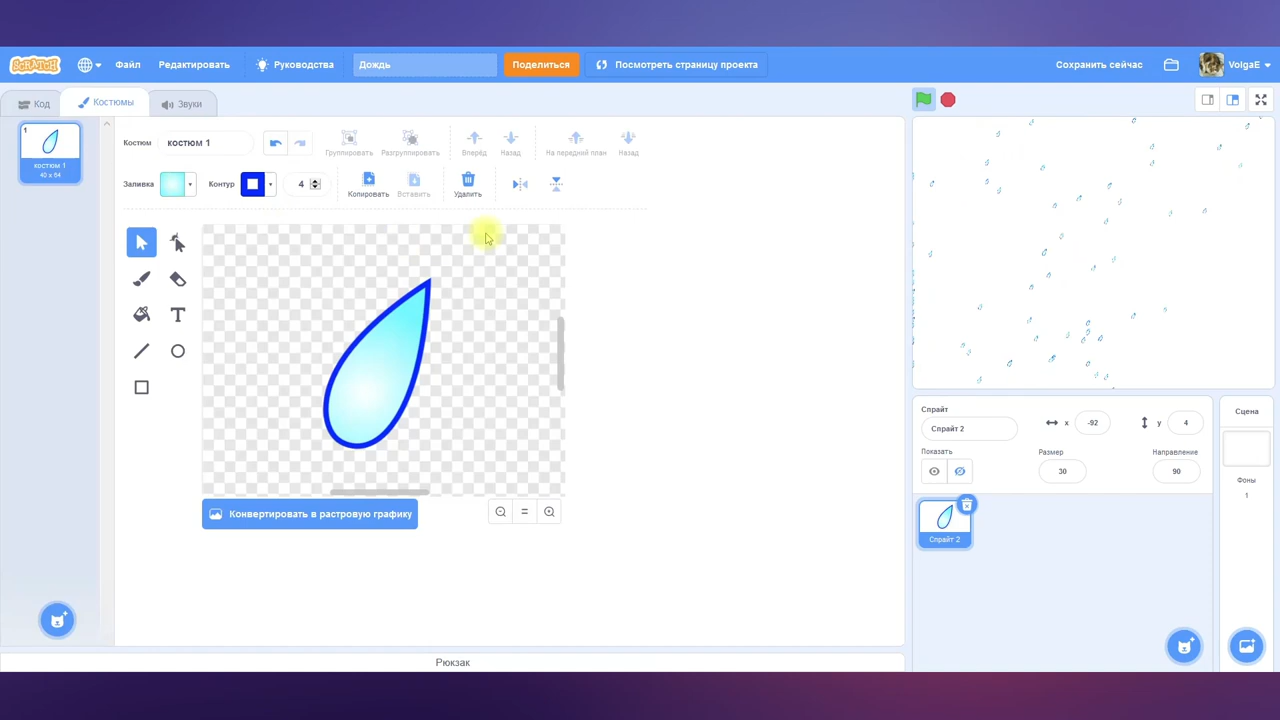 SCRATCH
Файл
Редактировать
Руководства
Дождь
Поделиться
Посмотреть страницу проекта
Сохранить сейчас
VolgaE
Код
Костюмы
Звуки
1
костюм 1
40 x 64
Костюм
костюм 1
Группировать
Разгруппировать
Вперёд
Назад
На передний план
Назад
Заливка
Контур
4
Копировать
Вставить
Удалить
T
Конвертировать в растровую графику
Рюкзак
Спрайт
Спрайт 2
x
-92
y
4
Показать
Размер
30
Направление
90
Спрайт 2
Сцена
Фоны
1